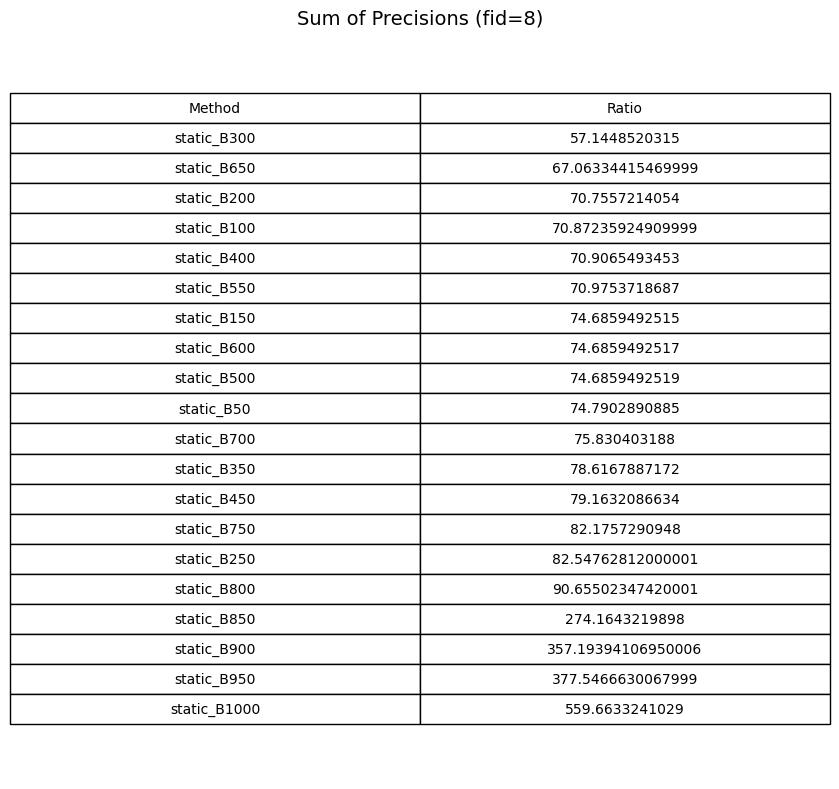 Sum of Precisions (fid=8)
Method Ratio
static_B300 57.1448520315
static_B650 67.06334415469999
static_B200 70.7557214054
static_B100 70.87235924909999
static_B400 70.9065493453
static_B550 70.9753718687
static_B150 74.6859492515
static_B600 74.6859492517
static_B500 74.6859492519
static_B50 74.7902890885
static_B700 75.830403188
static_B350 78.6167887172
static_B450 79.1632086634
static_B750 82.1757290948
static_B250 82.54762812000001
static_B800 90.65502347420001
static_B850 274.1643219898
static_B900 357.19394106950006
static_B950 377.5466630067999
static_B1000 559.6633241029